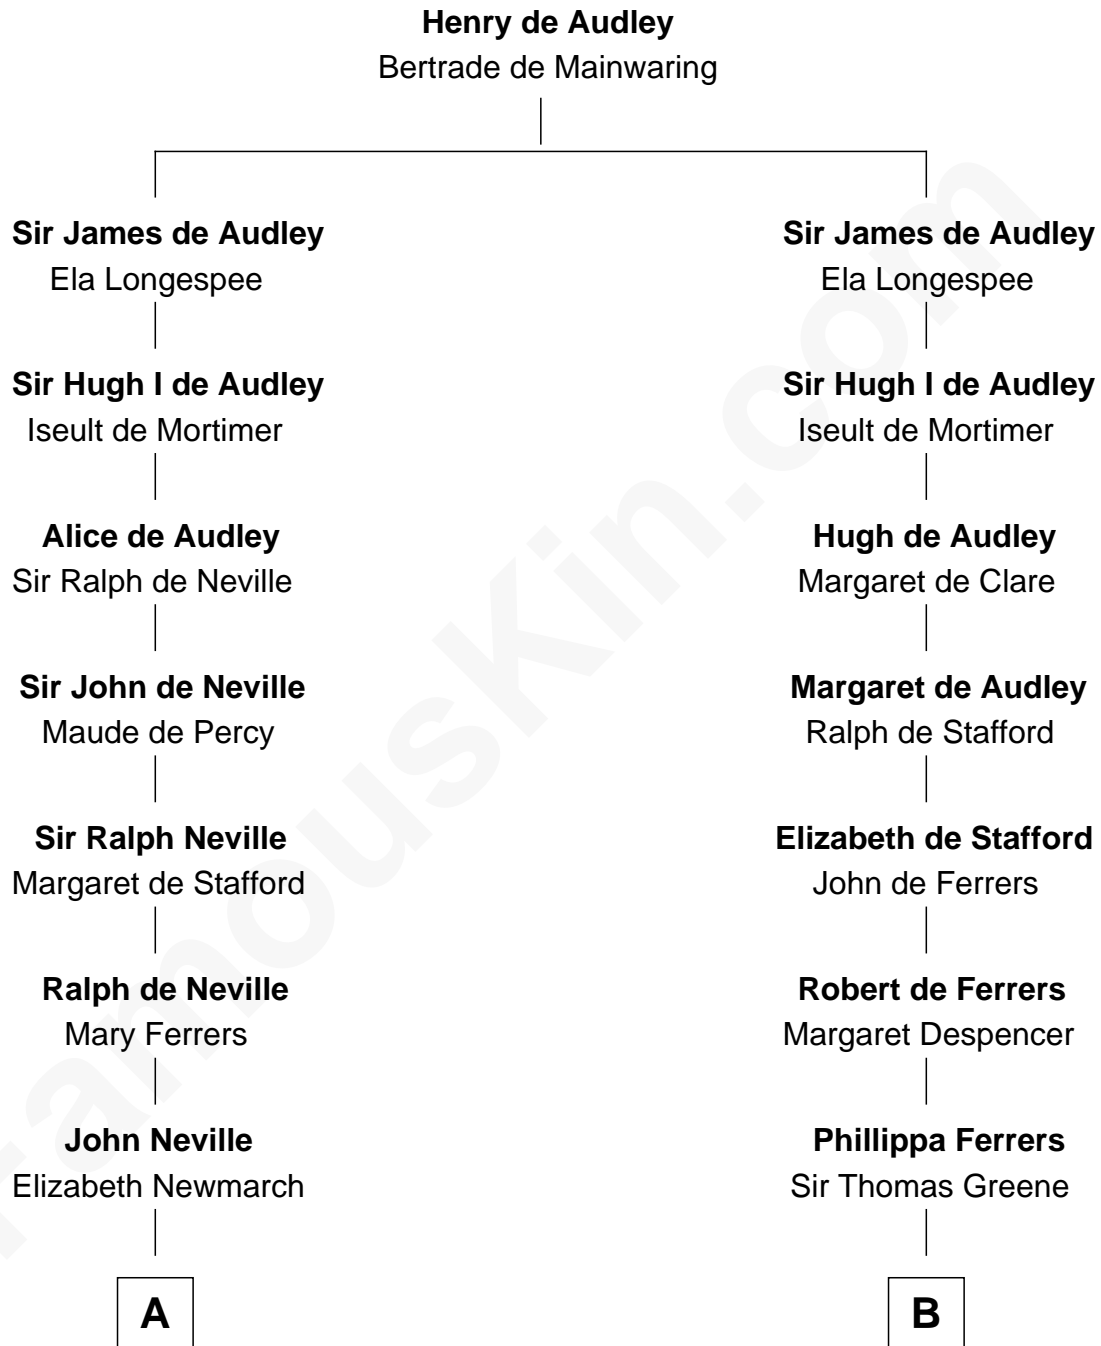 Henry de Audley
Bertrade de Mainwaring
Sir James de Audley
Ela Longespee
Sir James de Audley
Ela Longespee
Sir Hugh I de Audley
Iseult de Mortimer
Sir Hugh I de Audley
Iseult de Mortimer
Alice de Audley
Sir Ralph de Neville
Hugh de Audley
Margaret de Clare
Sir John de Neville
Maude de Percy
Margaret de Audley
Ralph de Stafford
Sir Ralph Neville
Margaret de Stafford
Elizabeth de Stafford
John de Ferrers
Ralph de Neville
Mary Ferrers
Robert de Ferrers
Margaret Despencer
John Neville
Elizabeth Newmarch
Phillippa Ferrers
Sir Thomas Greene
A
B
FamousKin.com